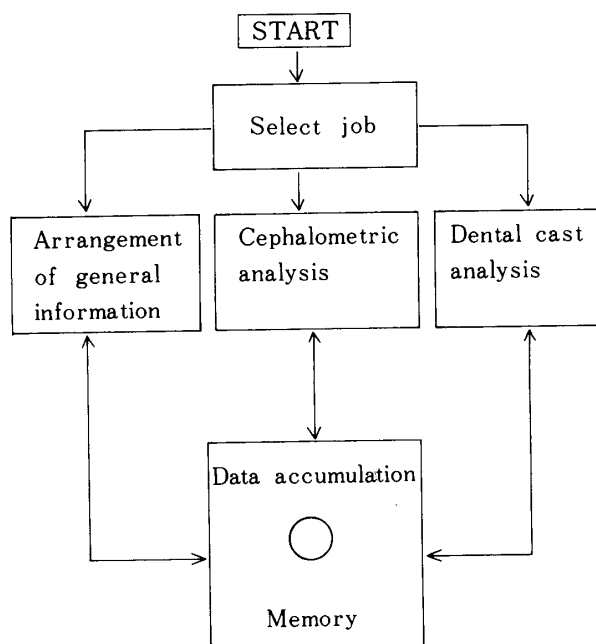 START
Select job
Arrangement
of general
information
Cephalometric
analysis
Dental cast
analysis
Data accumulation
Memory